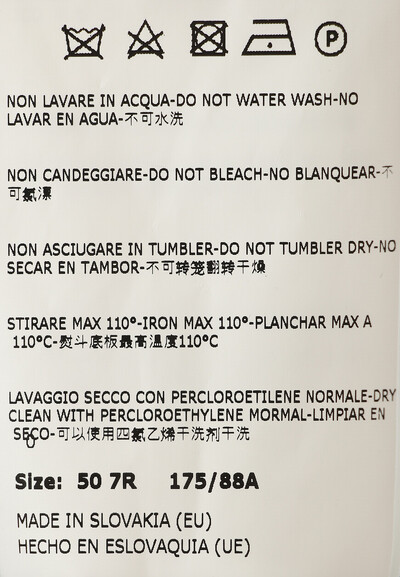 P
NON LAVARE IN ACQUA-DO NOT WATER WASH-NO
LAVAR EN AGUA-不可水洗
NON CANDEGGIARE-DO NOT BLEACH-NO BLANQUEAR-不
可氯漂
NON ASCIUGARE IN TUMBLER-DO NOT TUMBLER DRY-NO
SECAR EN TAMBOR-不可转笼翻转干燥
STIRARE MAX 110°-IRON MAX 110°-PLANCHAR MAX A
110°C-熨斗底板最高温度110°C
LAVAGGIO SECCO CON PERCLOROETILENE NORMALE-DRY
CLEAN WITH PERCLOROETHYLENE MORMAL-LIMPIAR EN
SECO-可以使用四氯乙烯干洗剂干洗
Size: 50 7R 175/88A
MADE IN SLOVAKIA (EU)
HECHO EN ESLOVAQUIA (UE)